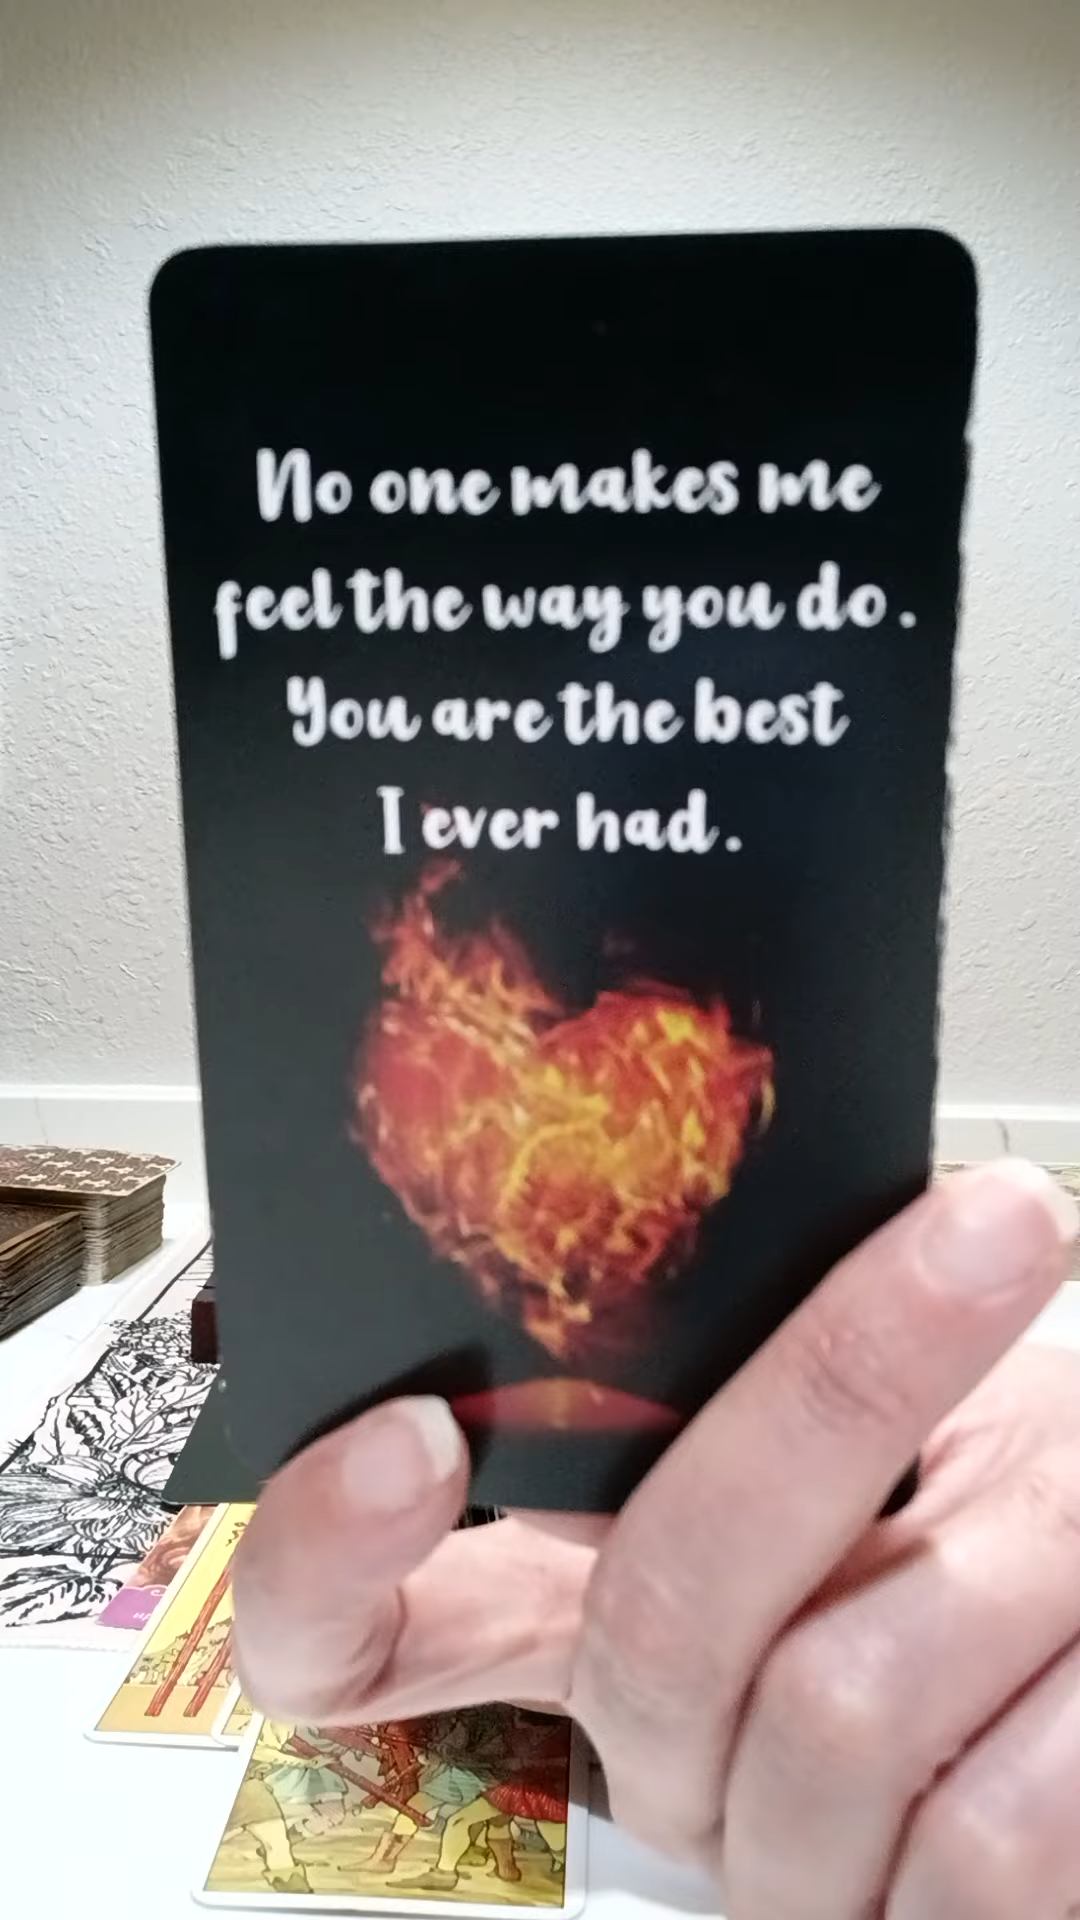 No one makes me
feel the way you do.
You are the best
I ever had.